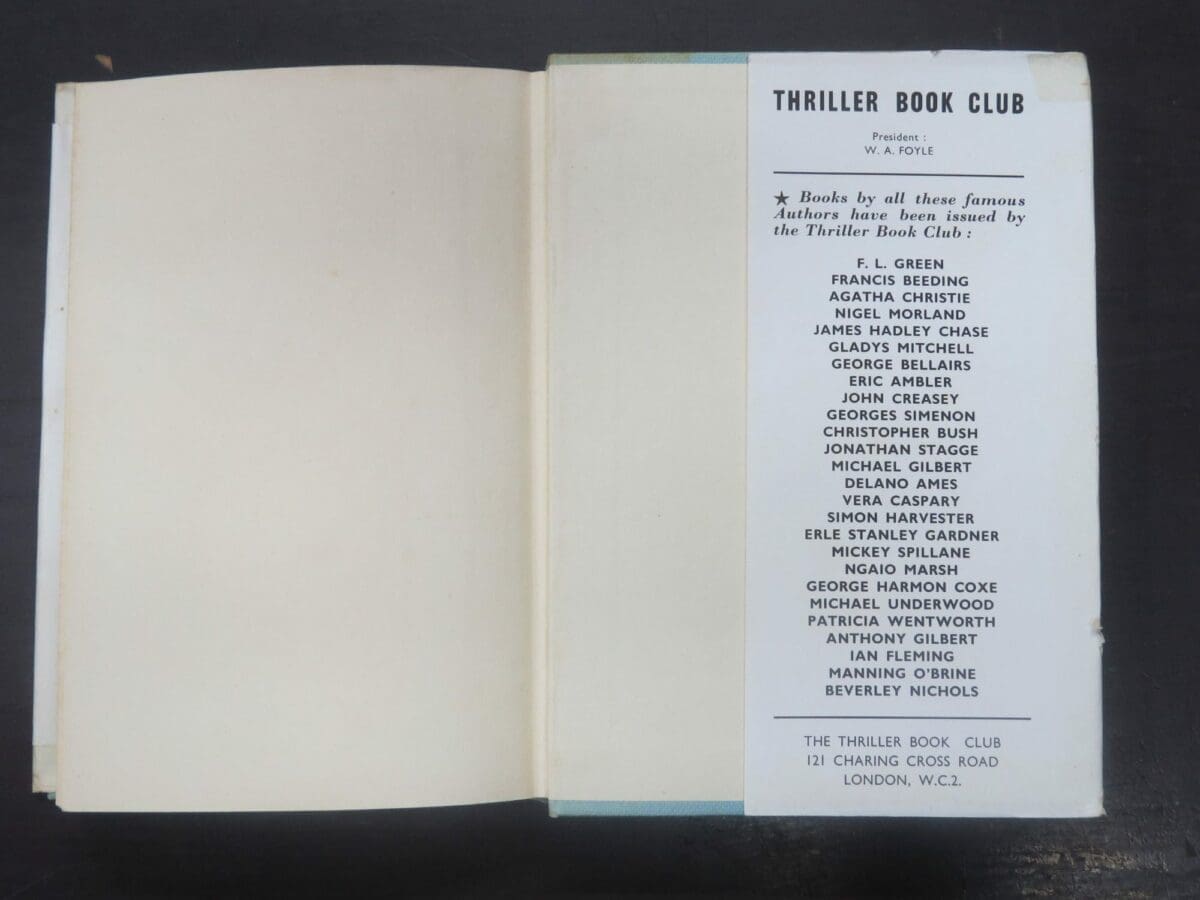 THRILLER BOOK CLUB
President :
W. A. FOYLE
★ Books by all these famous
Authors have been issued by
the Thriller Book Club :
F. L. GREEN
FRANCIS BEEDING
AGATHA CHRISTIE
NIGEL MORLAND
JAMES HADLEY CHASE
GLADYS MITCHELL
GEORGE BELLAIRS
ERIC AMBLER
JOHN CREASEY
GEORGES SIMENON
CHRISTOPHER BUSH
JONATHAN STAGGE
MICHAEL GILBERT
DELANO AMES
VERA CASPARY
SIMON HARVESTER
ERLE STANLEY GARDNER
MICKEY SPILLANE
NGAIO MARSH
GEORGE HARMON COXE
MICHAEL UNDERWOOD
PATRICIA WENTWORTH
ANTHONY GILBERT
IAN FLEMING
MANNING O'BRINE
BEVERLEY NICHOLS
THE THRILLER BOOK CLUB
121 CHARING CROSS ROAD
LONDON, W.C.2.